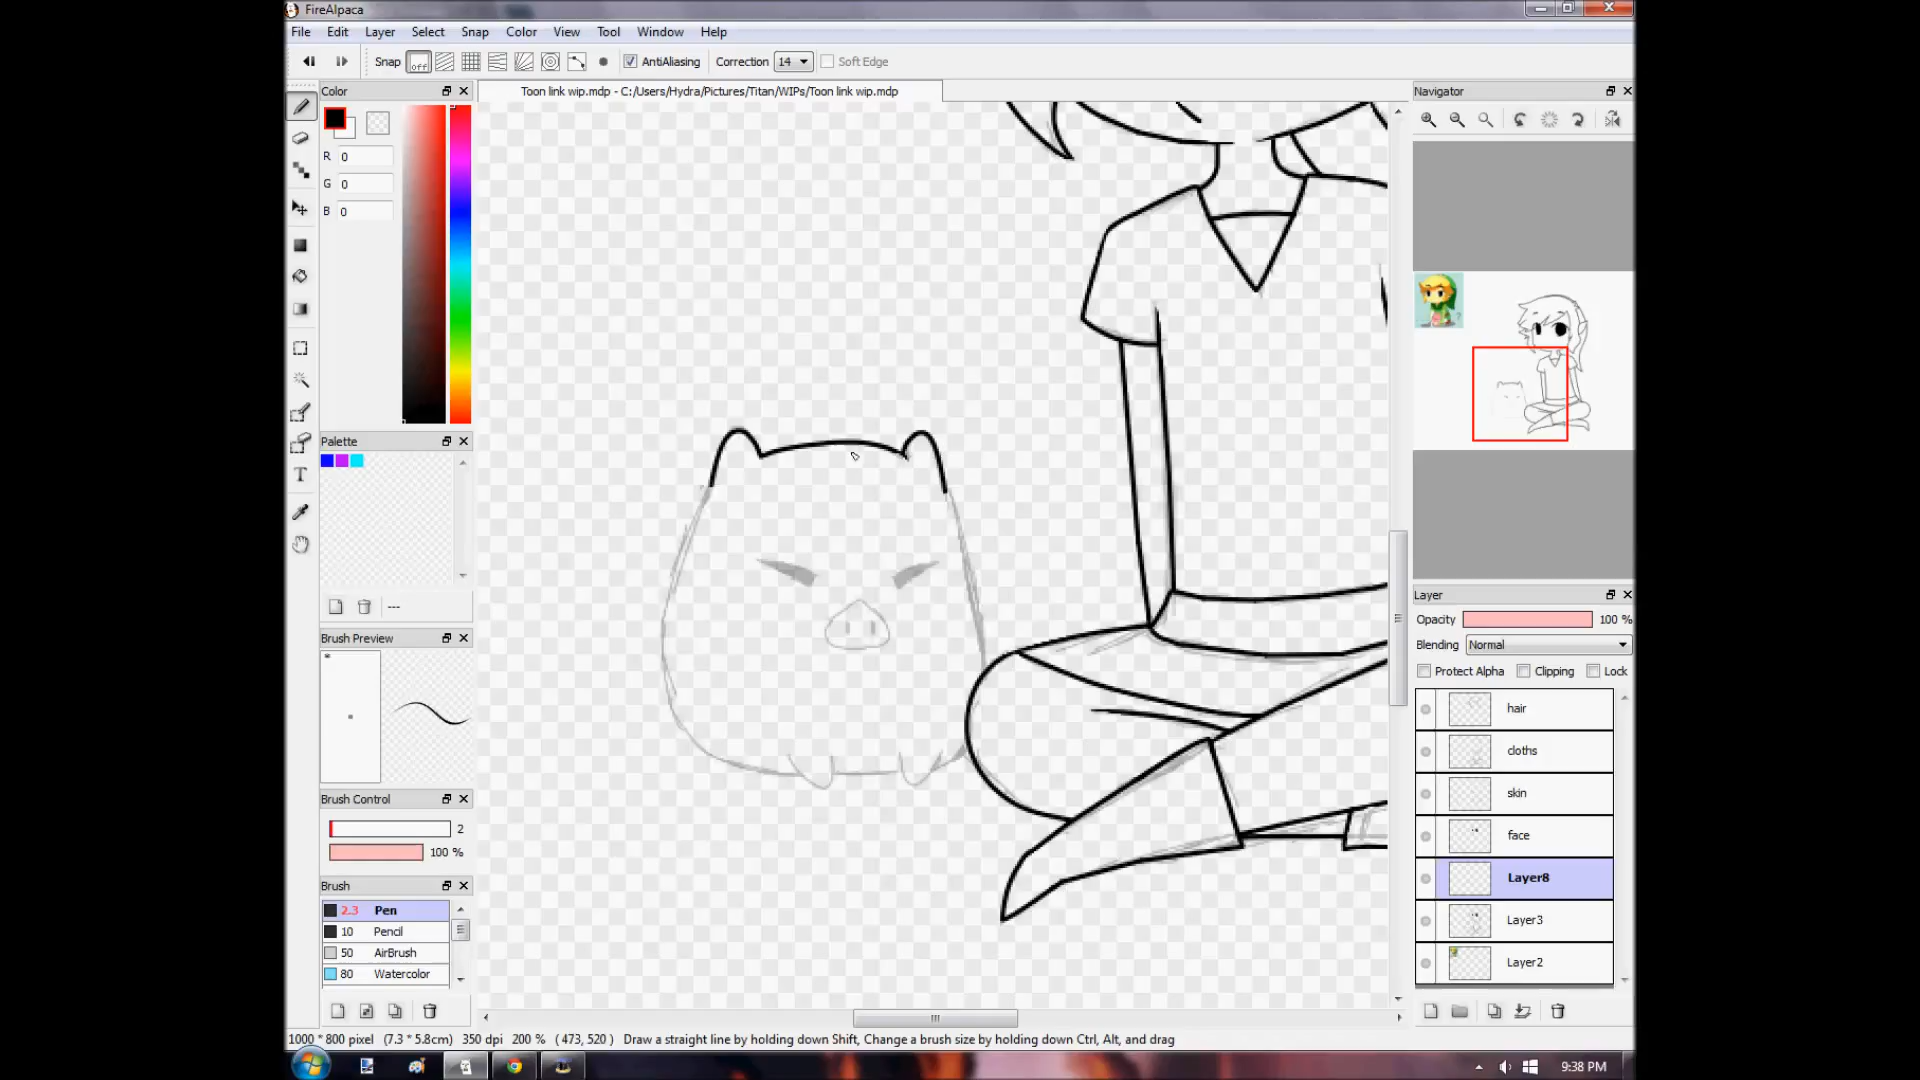 FireAlpaca
File Edit Layer Select Snap Color View Tool Window Help
Snap off AntiAliasing Correction 14 Soft Edge
Color
Toon link wip.mdp - C:/Users/Hydra/Pictures/Titan/WIPs/Toon link wip.mdp
Navigator
R 0
G 0
B 0
Palette
---
Brush Preview
Brush Control
2
100 %
Brush
2.3 Pen
10 Pencil
50 AirBrush
80 Watercolor
Layer
Opacity 100 %
Blending Normal
Protect Alpha Clipping Lock
hair
cloths
skin
face
Layer8
Layer3
Layer2
1000 * 800 pixel (7.3 * 5.8cm) 350 dpi 200 % ( 473, 520 ) Draw a straight line by holding down Shift, Change a brush size by holding down Ctrl, Alt, and drag
9:38 PM